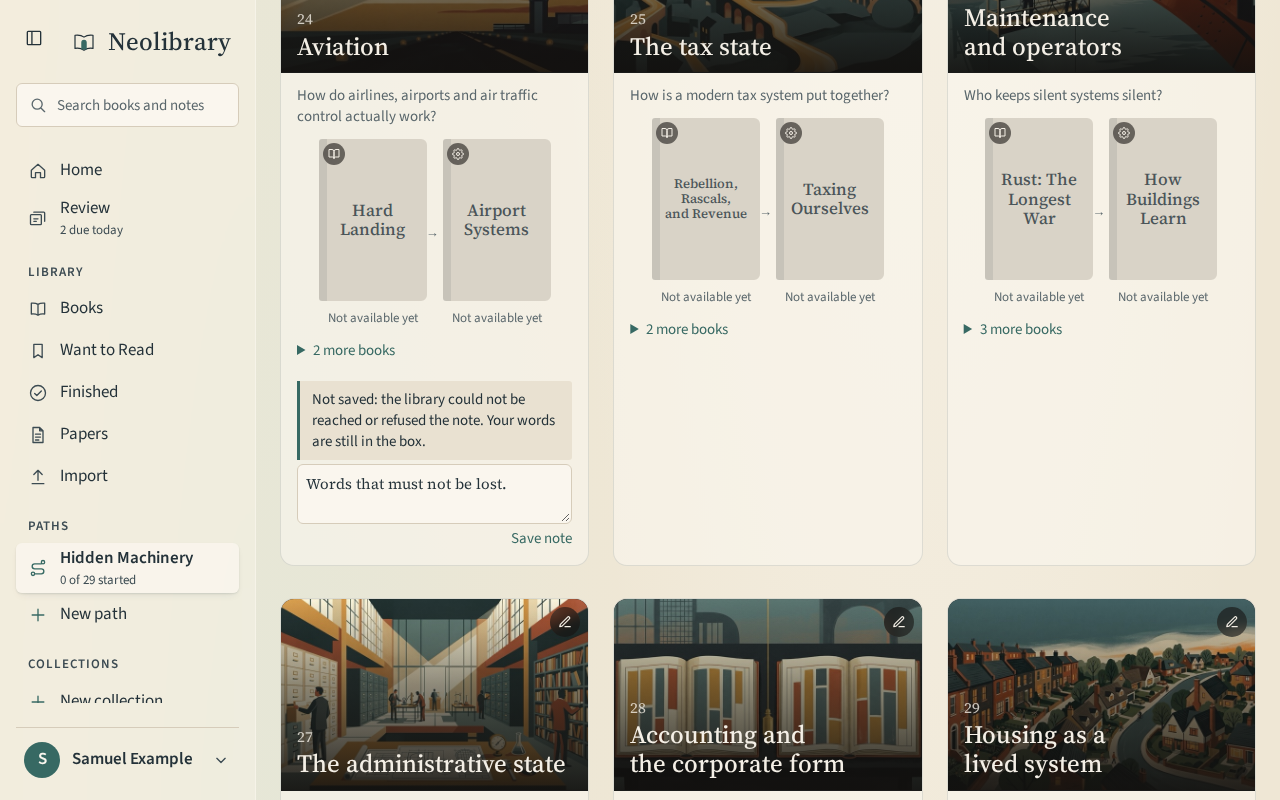 Neolibrary
Search books and notes
Home
Review
2 due today
LIBRARY
Books
Want to Read
Finished
Papers
Import
PATHS
Hidden Machinery
0 of 29 started
New path
COLLECTIONS
New collection
S
Samuel Example
24
Aviation
How do airlines, airports and air traffic
control actually work?
Hard
Landing
→
Airport
Systems
Not available yet
Not available yet
2 more books
Not saved: the library could not be
reached or refused the note. Your words
are still in the box.
Words that must not be lost.
Save note
25
The tax state
How is a modern tax system put together?
Rebellion,
Rascals,
and Revenue
→
Taxing
Ourselves
Not available yet
Not available yet
2 more books
Maintenance
and operators
Who keeps silent systems silent?
Rust: The
Longest
War
→
How
Buildings
Learn
Not available yet
Not available yet
3 more books
27
The administrative state
28
Accounting and
the corporate form
29
Housing as a
lived system